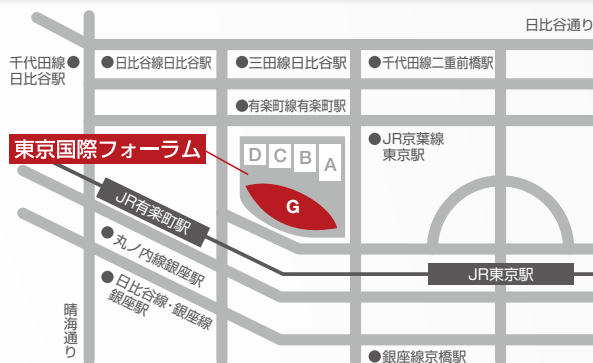 日比谷通り
千代田線●
日比谷駅
●日比谷線日比谷駅
●三田線日比谷駅
●千代田線二重前橋駅
●有楽町線有楽町駅
東京国際フォーラム
D
C
B
A
G
●JR京葉線
東京駅
JR有楽町駅
●丸ノ内線銀座駅
●日比谷線・銀座線
銀座駅
JR東京駅
晴海通り
●銀座線京橋駅